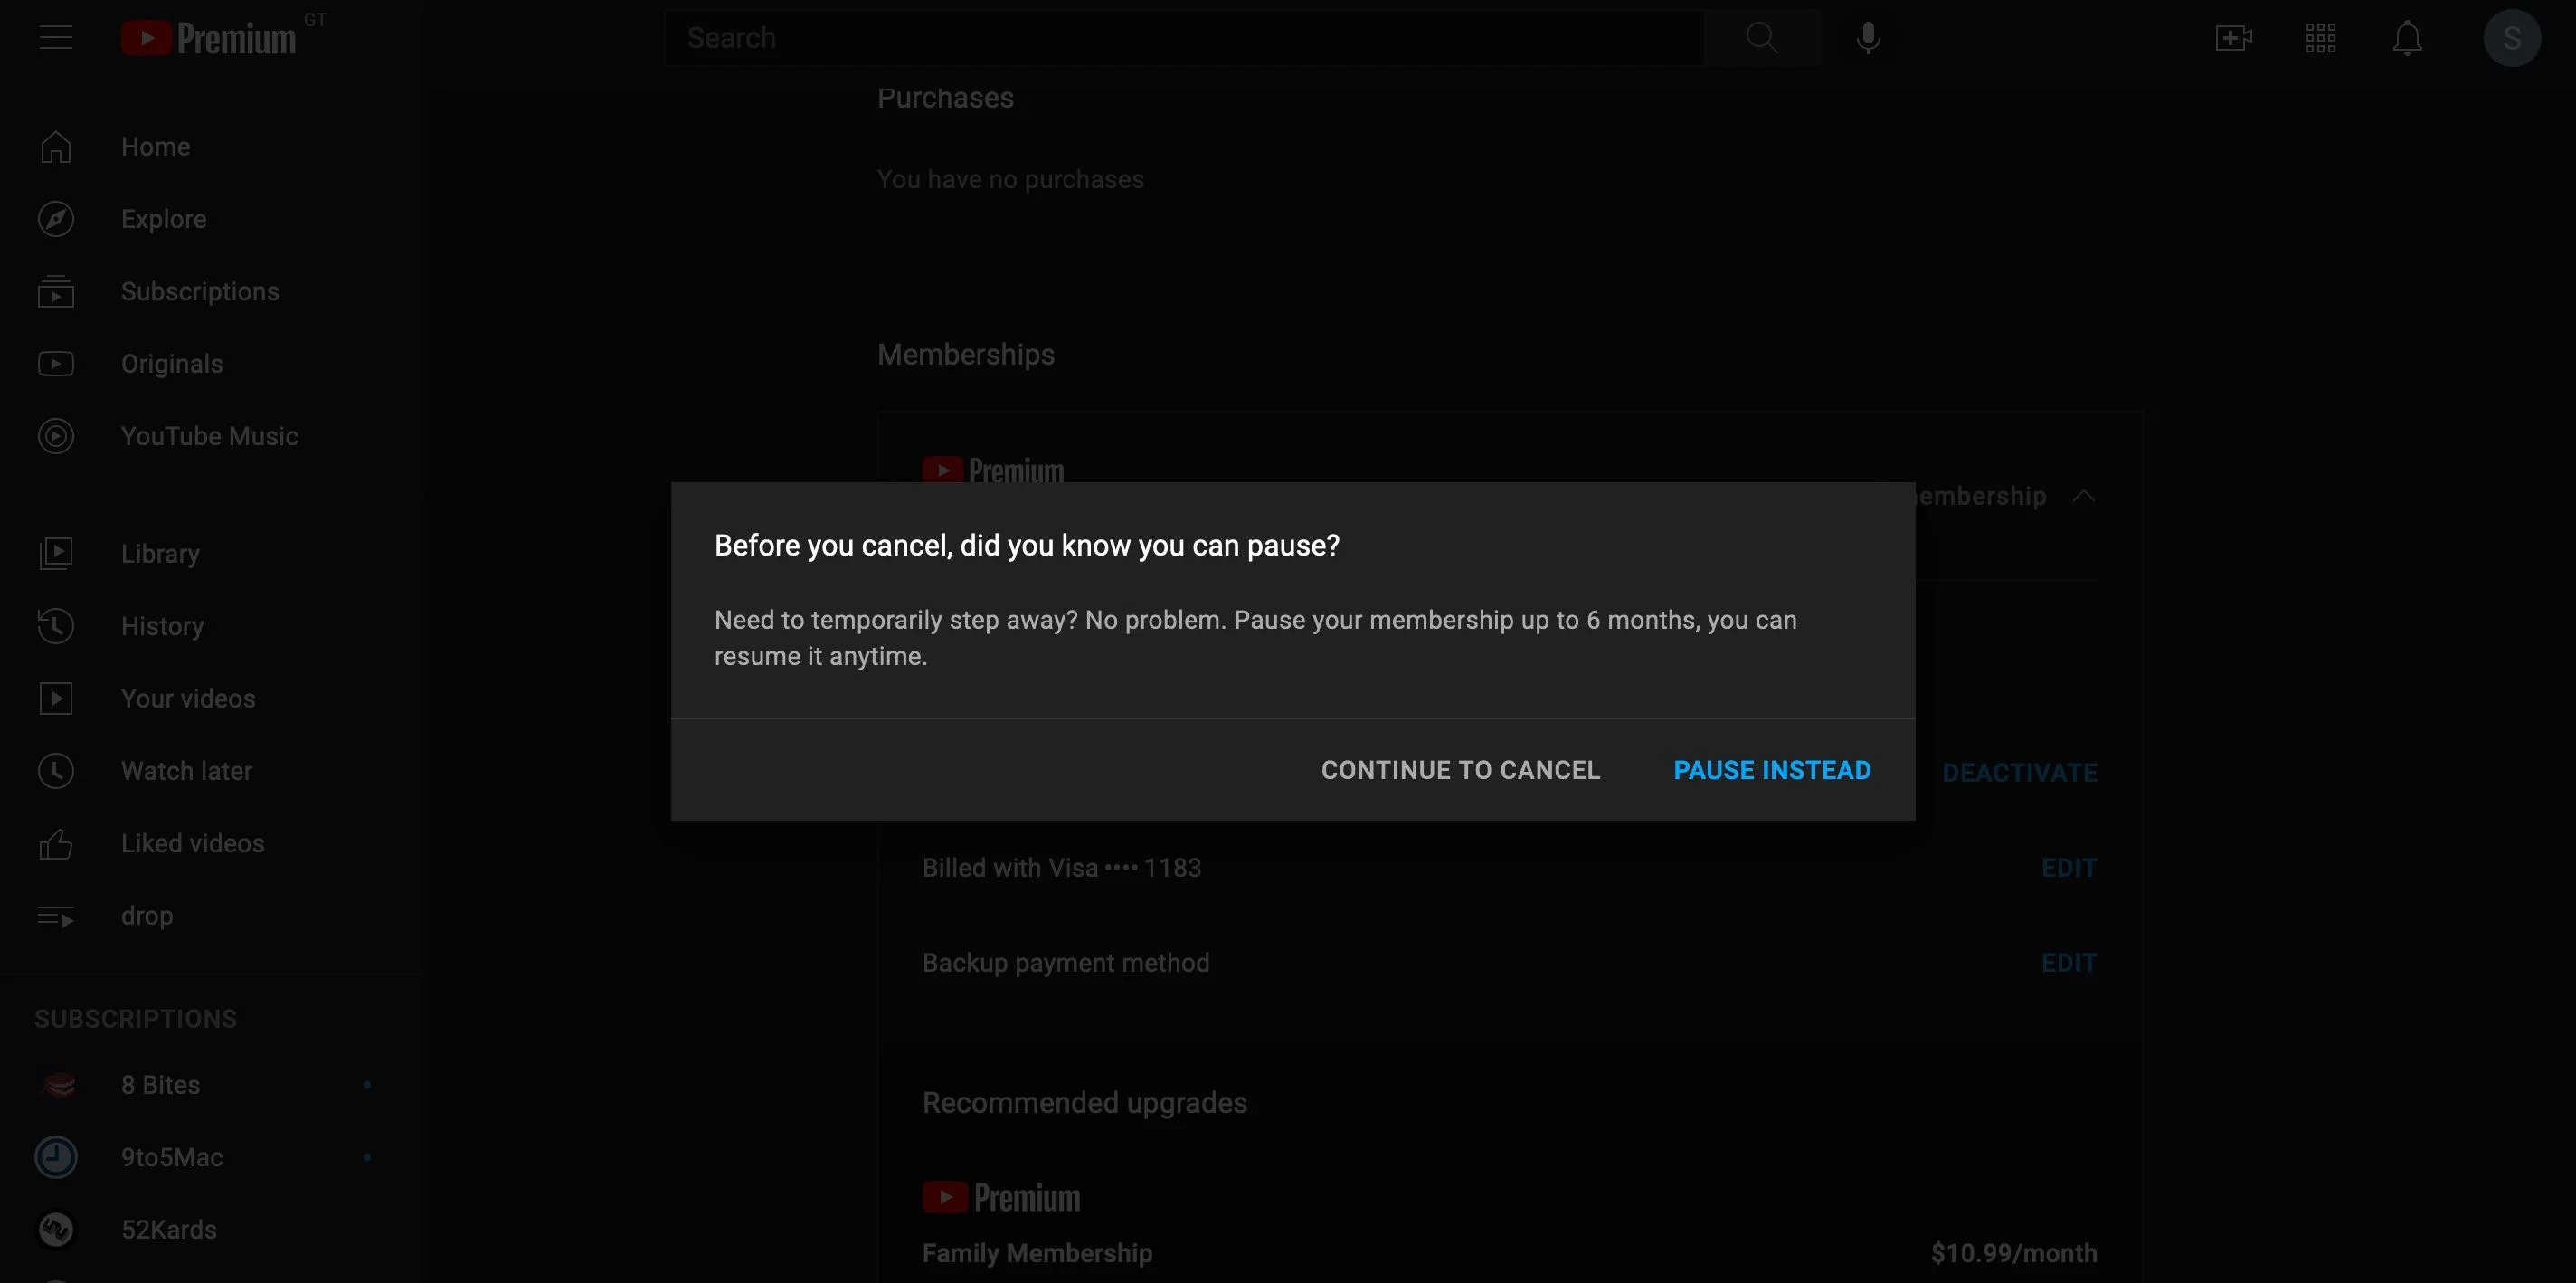 Premium GT
Search
S
Home
Explore
Subscriptions
Originals
YouTube Music
Library
History
Your videos
Watch later
Liked videos
drop
SUBSCRIPTIONS
8 Bites
9to5Mac
52Kards
Purchases
You have no purchases
Memberships
Premium
embership
Before you cancel, did you know you can pause?
Need to temporarily step away? No problem. Pause your membership up to 6 months, you can
resume it anytime.
CONTINUE TO CANCEL PAUSE INSTEAD
DEACTIVATE
Billed with Visa •••• 1183 EDIT
Backup payment method EDIT
Recommended upgrades
Premium
Family Membership $10.99/month